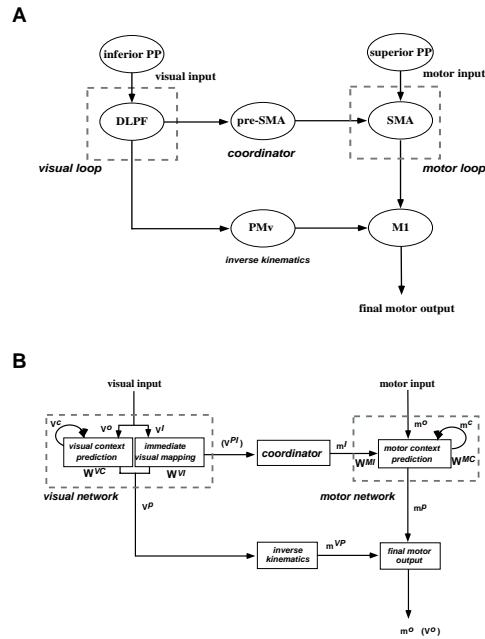 A
inferior PP
superior PP
visual input
motor input
DLPF
pre-SMA
SMA
coordinator
visual loop
motor loop
PMv
M1
inverse kinematics
final motor output
B
visual input
motor input
v^c
v^o
v^I
m^o
m^c
visual context prediction
immediate visual mapping
(v^PI)
coordinator
m^I
motor context prediction
W^VC
W^VI
W^MI
W^MC
visual network
motor network
v^p
m^p
inverse kinematics
m^VP
final motor output
m^o (v^o)